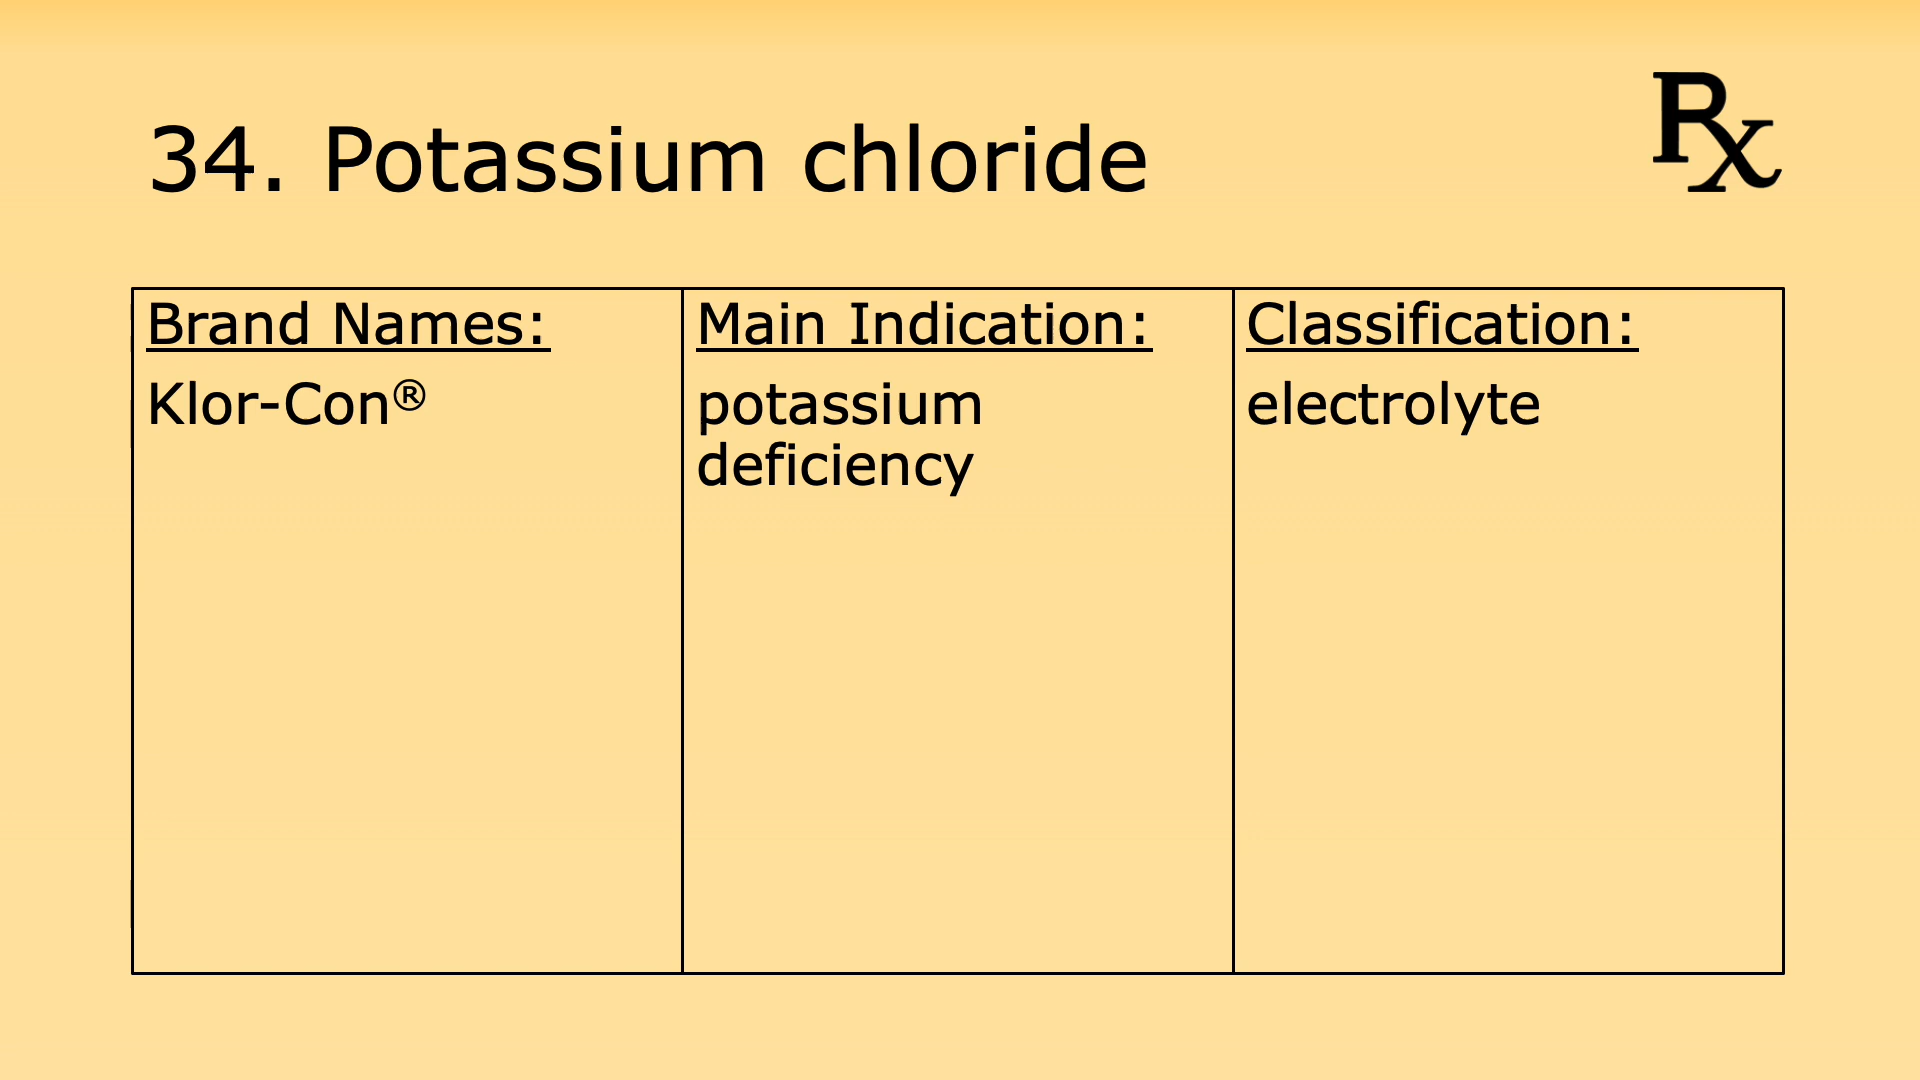 34. Potassium chloride
℞
Brand Names:
Klor-Con®
Main Indication:
potassium
deficiency
Classification:
electrolyte